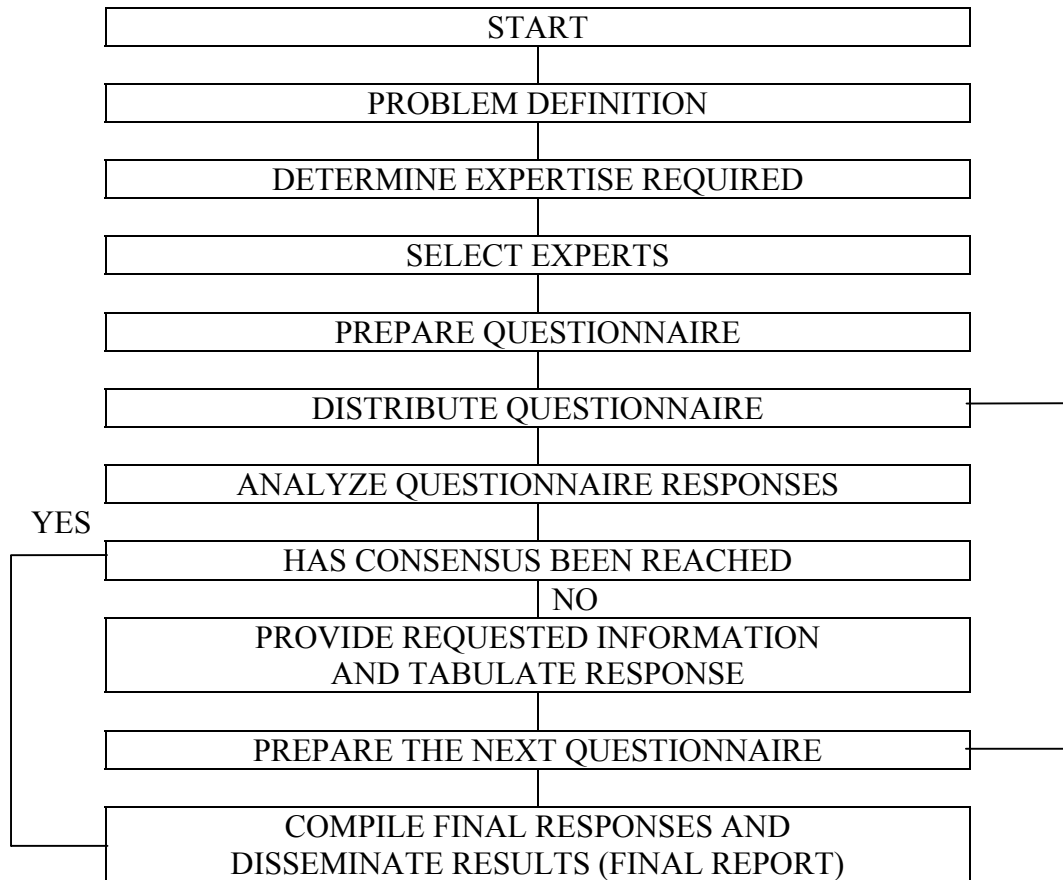 START
PROBLEM DEFINITION
DETERMINE EXPERTISE REQUIRED
SELECT EXPERTS
PREPARE QUESTIONNAIRE
DISTRIBUTE QUESTIONNAIRE
ANALYZE QUESTIONNAIRE RESPONSES
YES
HAS CONSENSUS BEEN REACHED
NO
PROVIDE REQUESTED INFORMATION
AND TABULATE RESPONSE
PREPARE THE NEXT QUESTIONNAIRE
COMPILE FINAL RESPONSES AND
DISSEMINATE RESULTS (FINAL REPORT)